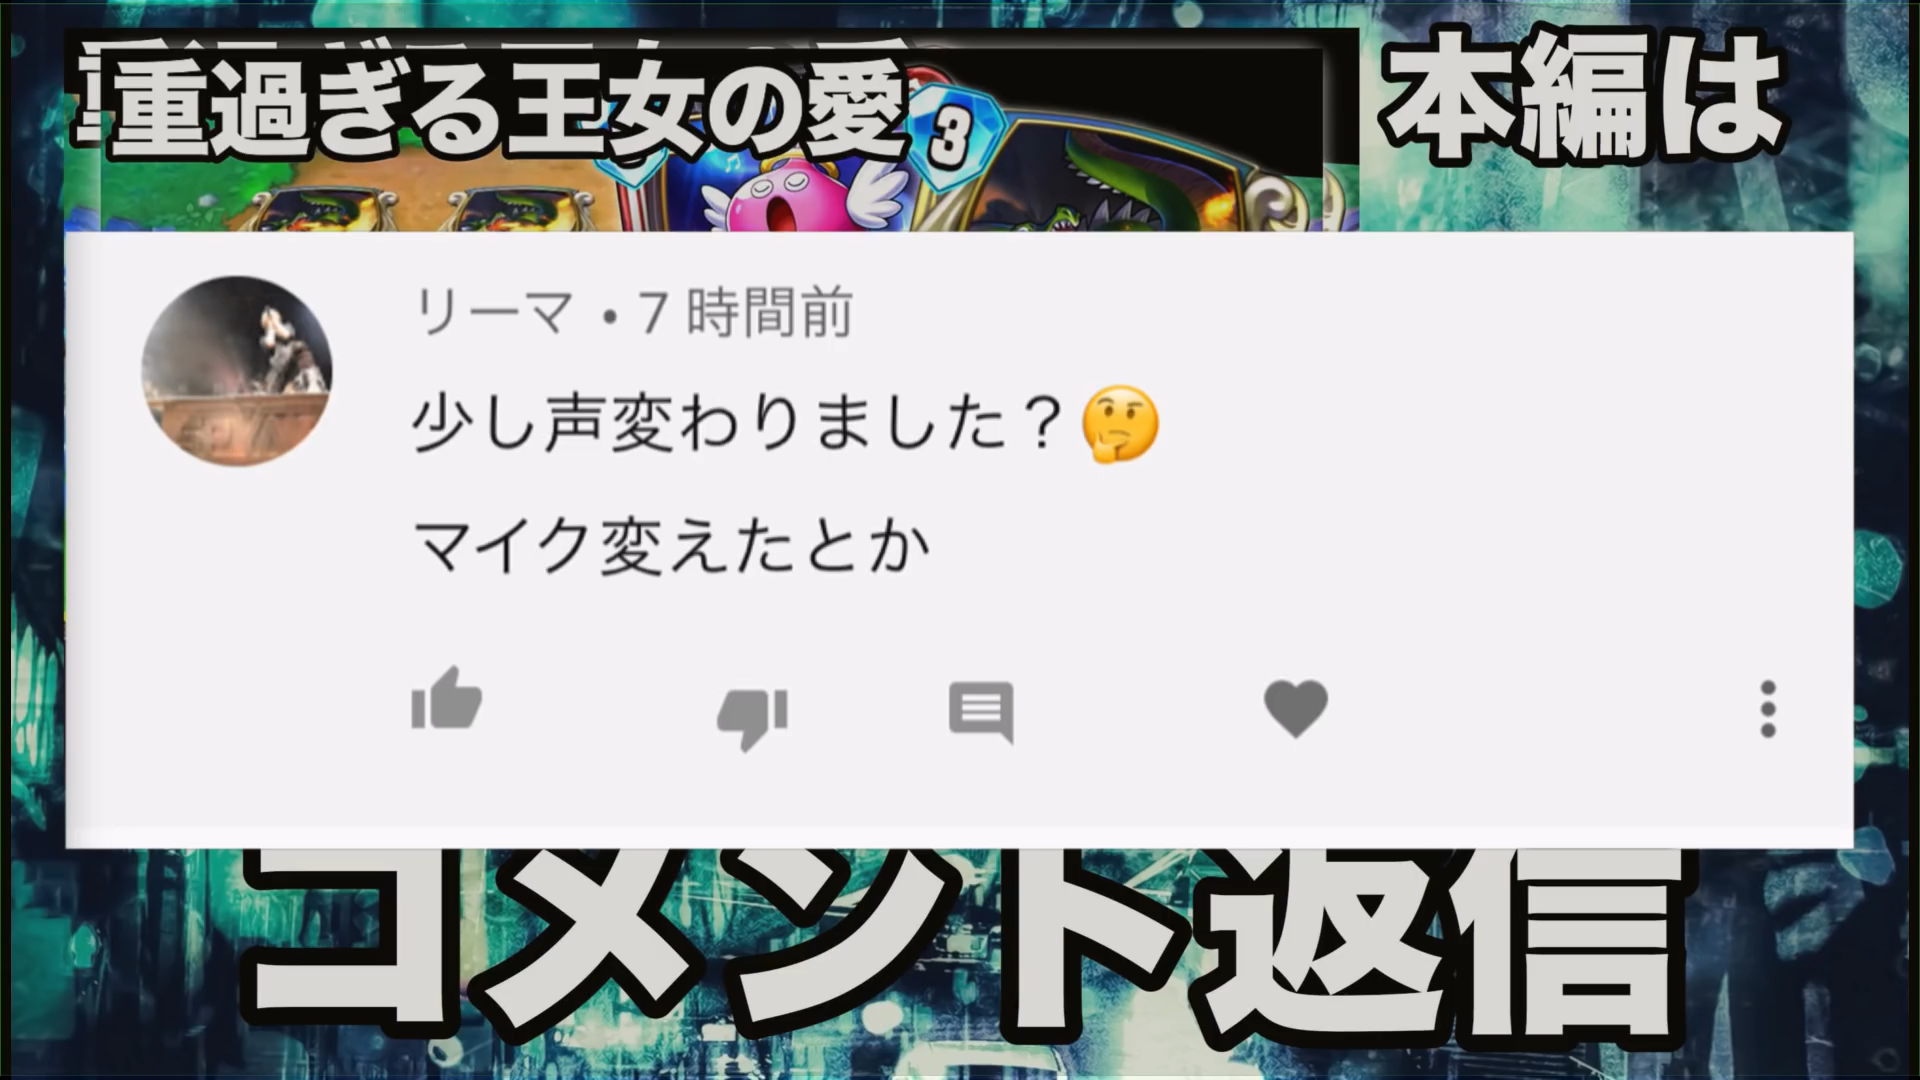 重過ぎる王女の愛
本編は
3
リーマ • 7 時間前
少し声変わりました？🤔
マイク変えたとか
コメント返信